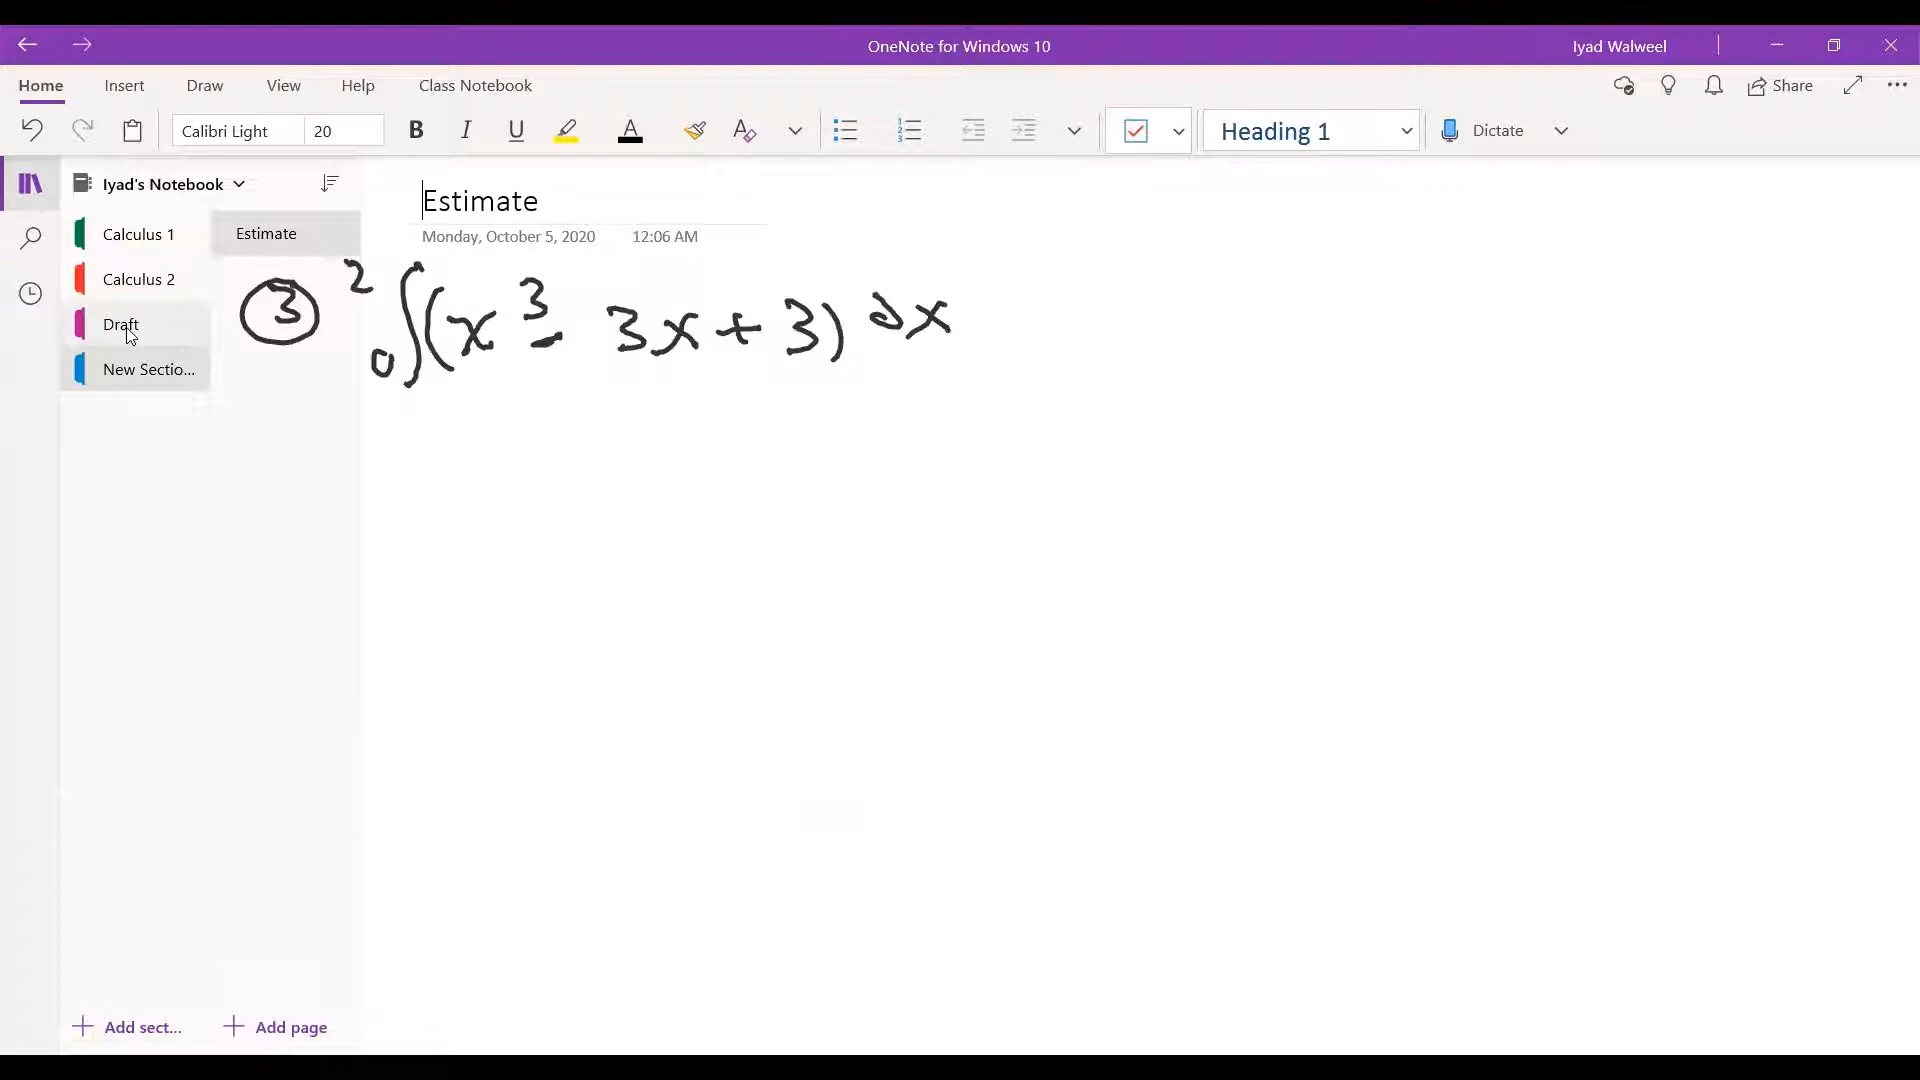 OneNote for Windows 10
Iyad Walweel
Home Insert Draw View Help Class Notebook
Share
Calibri Light 20 B I U A Heading 1 Dictate
Iyad's Notebook
Calculus 1
Calculus 2
Draft
New Sectio...
Estimate
Estimate
Monday, October 5, 2020 12:06 AM
③ ₀∫² (x³ - 3x + 3) dx
Add sect...
Add page